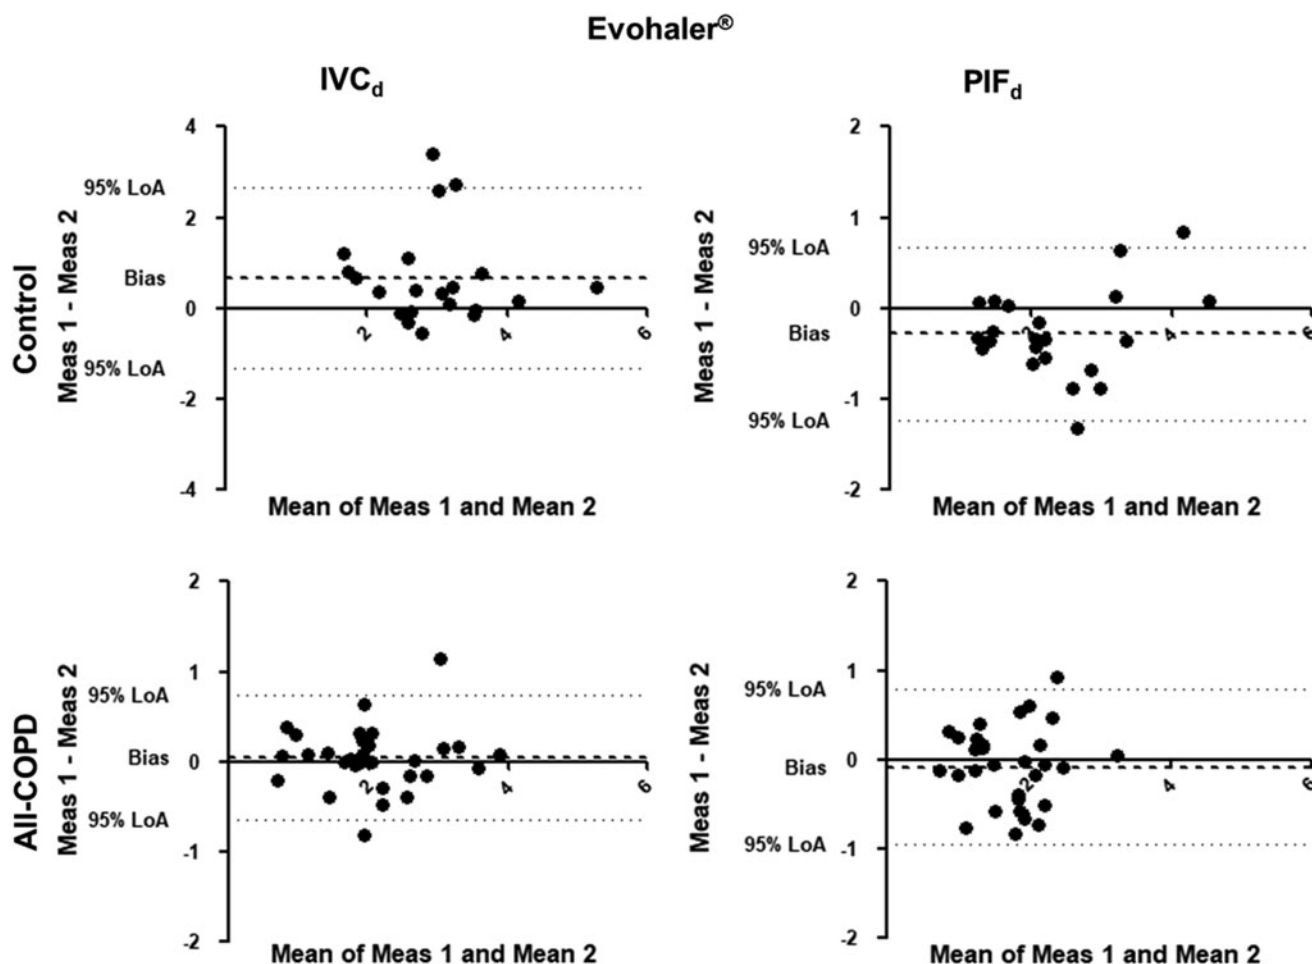 Evohaler®
IVCd
PIFd
Control
Meas 1 - Meas 2
4
95% LoA
2
Bias
0
95% LoA
-2
-4
2
4
6
Mean of Meas 1 and Mean 2
Meas 1 - Meas 2
2
1
95% LoA
0
Bias
-1
95% LoA
-2
2
4
6
Mean of Meas 1 and Mean 2
All-COPD
Meas 1 - Meas 2
2
1
95% LoA
Bias
0
95% LoA
-1
-2
2
4
6
Mean of Meas 1 and Mean 2
Meas 1 - Meas 2
2
1
95% LoA
0
Bias
95% LoA
-1
-2
2
4
6
Mean of Meas 1 and Mean 2